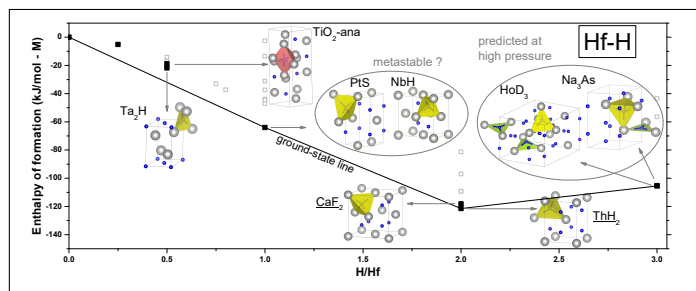 TiO2-ana
metastable ?
predicted at
high pressure
Hf-H
PtS
NbH
HoD3
Na3As
Ta2H
ground-state line
CaF2
ThH2
Enthalpy of formation (kJ/mol - M)
0
-20
-40
-60
-80
-100
-120
-140
0.0
0.5
1.0
1.5
2.0
2.5
3.0
H/Hf